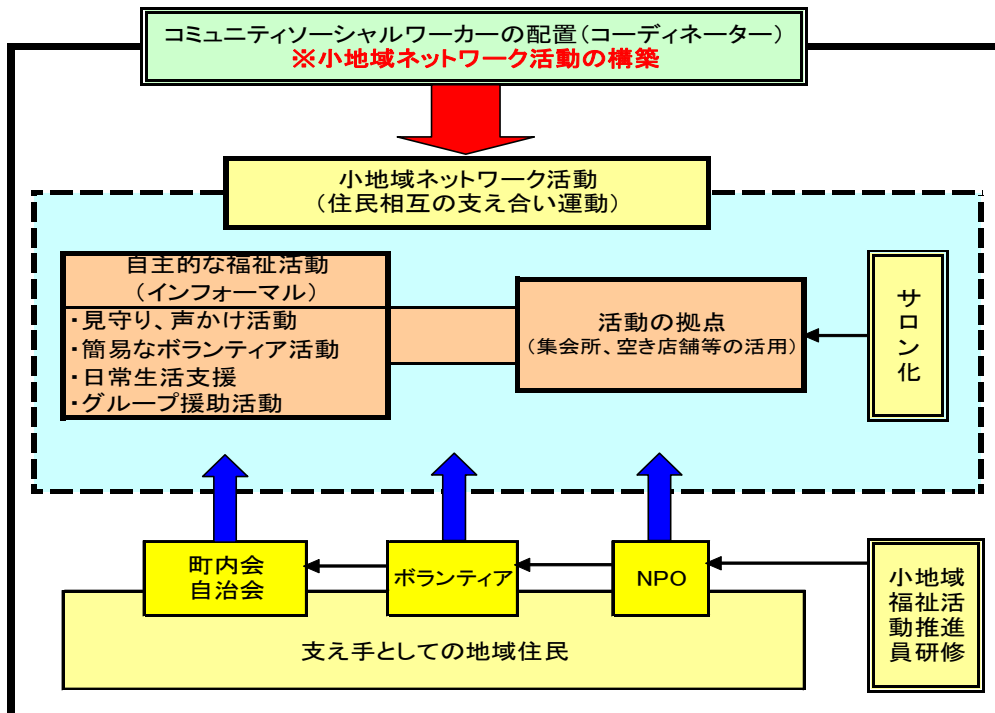 コミュニティソーシャルワーカーの配置(コーディネーター)
※小地域ネットワーク活動の構築
小地域ネットワーク活動
(住民相互の支え合い運動)
自主的な福祉活動
(インフォーマル)
・見守り、声かけ活動
・簡易なボランティア活動
・日常生活支援
・グループ援助活動
活動の拠点
(集会所、空き店舗等の活用)
サロン化
町内会
自治会
ボランティア
NPO
小地域
福祉活
動推進
員研修
支え手としての地域住民